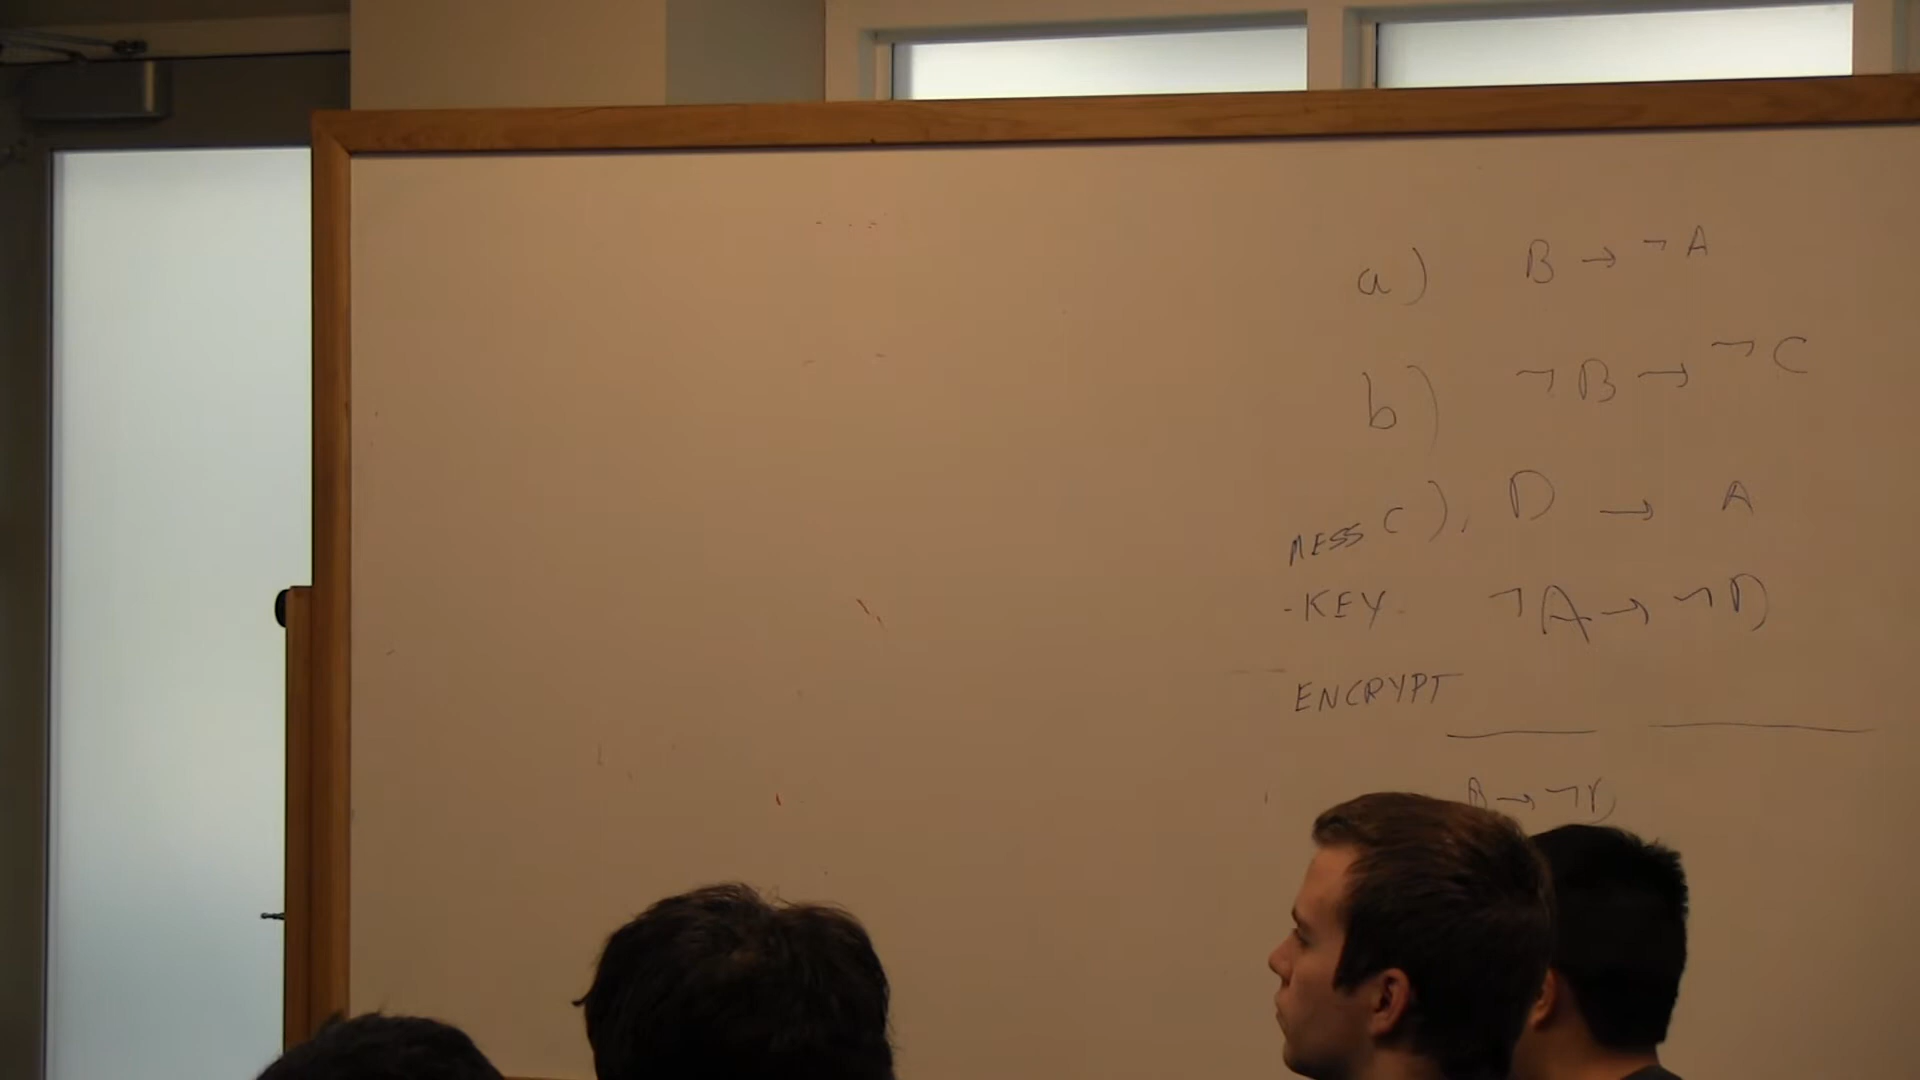 a) B → ¬A
b) ¬B → ¬C
c). D → A
MESS
-KEY. ¬A → ¬D
ENCRYPT
B → ¬D